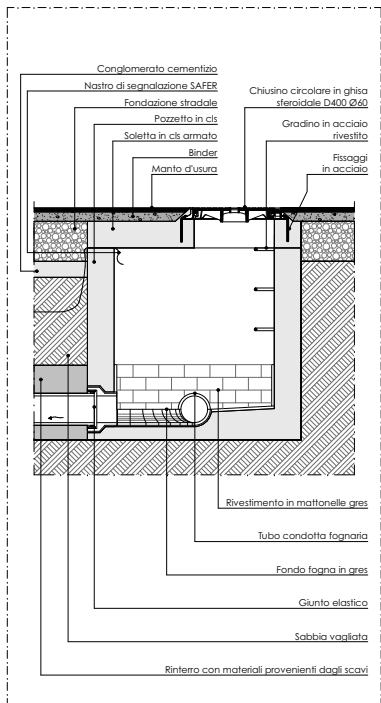 Conglomerato cementizio
Nastro di segnalazione SAFER
Fondazione stradale
Pozzetto in cls
Soletta in cls armato
Binder
Manto d'usura
Chiusino circolare in ghisa
sferoidale D400 Ø60
Gradino in acciaio
rivestito
Fissaggi
in acciaio
Rivestimento in mattonelle gres
Tubo condotta fognaria
Fondo fogna in gres
Giunto elastico
Sabbia vagliata
Rinterro con materiali provenienti dagli scavi